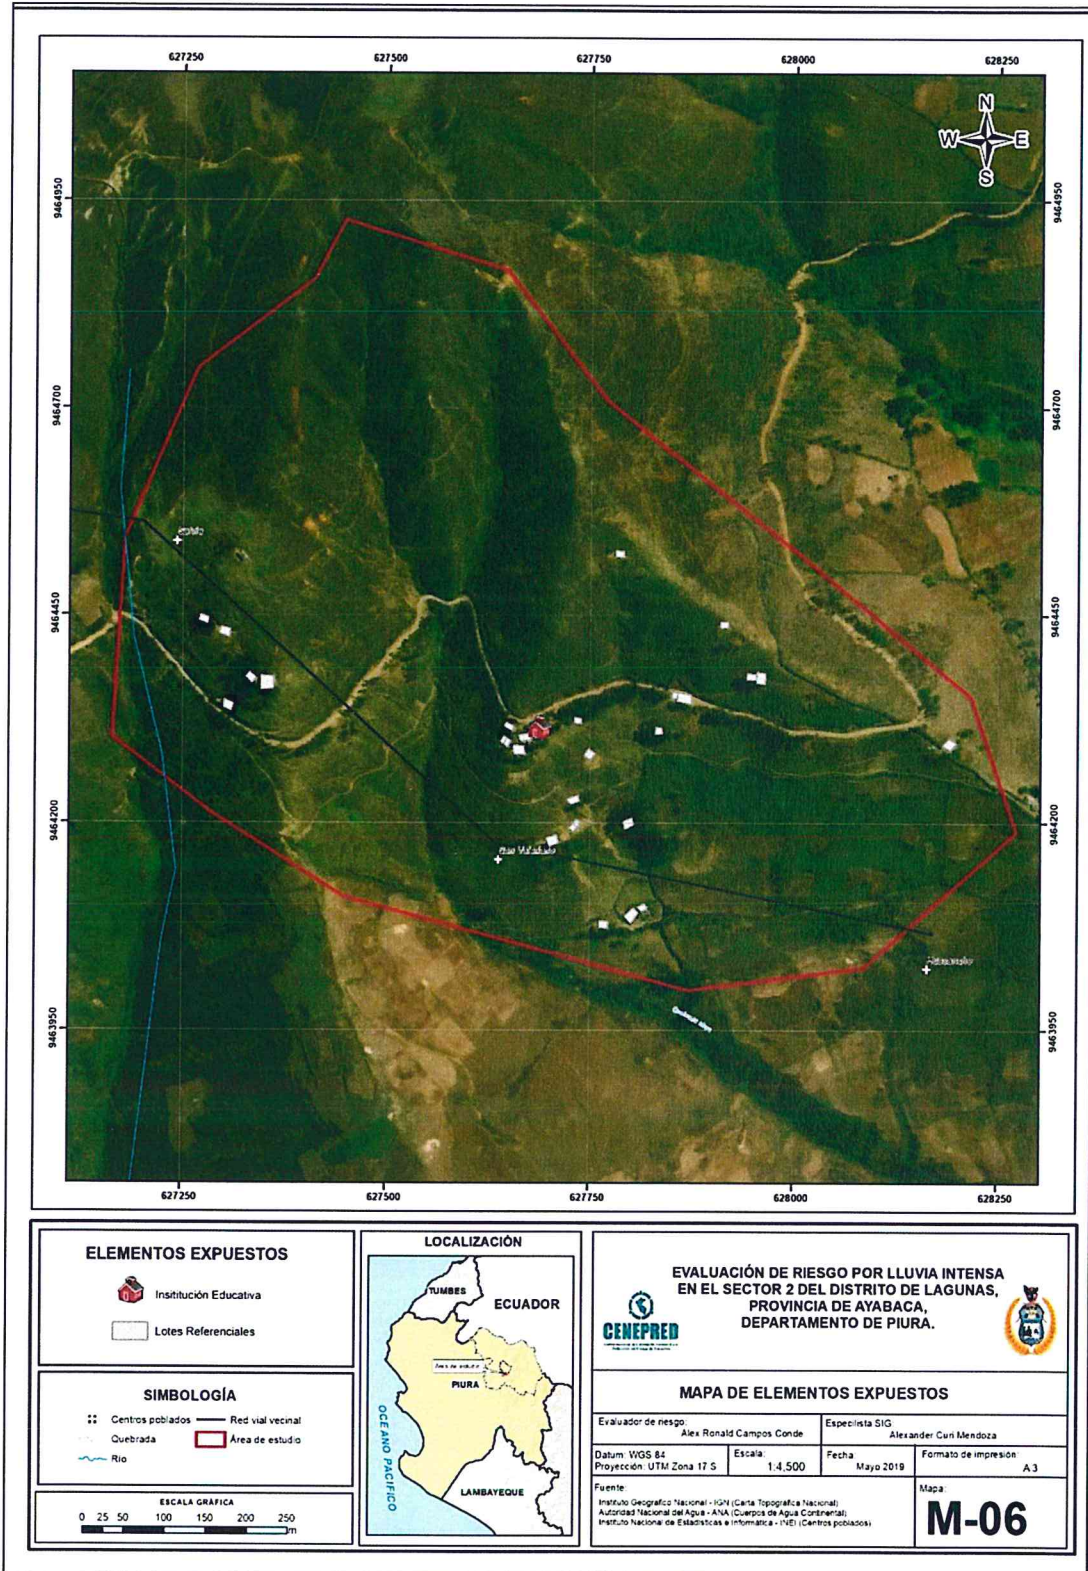 627250 627500 627750 628000 628250
N
W E
S
9464950 9464950
9464700 9464700
9464450 9464450
9464200 9464200
9463950 9463950
627250 627500 627750 628000 628250
ELEMENTOS EXPUESTOS
Insititución Educativa
Lotes Referenciales
SIMBOLOGÍA
Centros poblados Red vial vecinal
Quebrada Área de estudio
Río
ESCALA GRÁFICA
0 25 50 100 150 200 250
m
LOCALIZACIÓN
TUMBES
ECUADOR
Área de estudio
PIURA
OCEANO PACIFICO
LAMBAYEQUE
CENEPRED
EVALUACIÓN DE RIESGO POR LLUVIA INTENSA
EN EL SECTOR 2 DEL DISTRITO DE LAGUNAS,
PROVINCIA DE AYABACA,
DEPARTAMENTO DE PIURA.
MAPA DE ELEMENTOS EXPUESTOS
Evaluador de riesgo:
Alex Ronald Campos Conde
Especilista SIG
Alexander Curi Mendoza
Datum: WGS 84
Proyección: UTM Zona 17 S
Escala:
1:4,500
Fecha
Mayo 2019
Formato de impresión
A3
Fuente:
Instituto Geográfico Nacional - IGN (Carta Topográfica Nacional)
Autoridad Nacional del Agua - ANA (Cuerpos de Agua Continental)
Instituto Nacional de Estadísticas e Informática - INEI (Centros poblados)
Mapa:
M-06